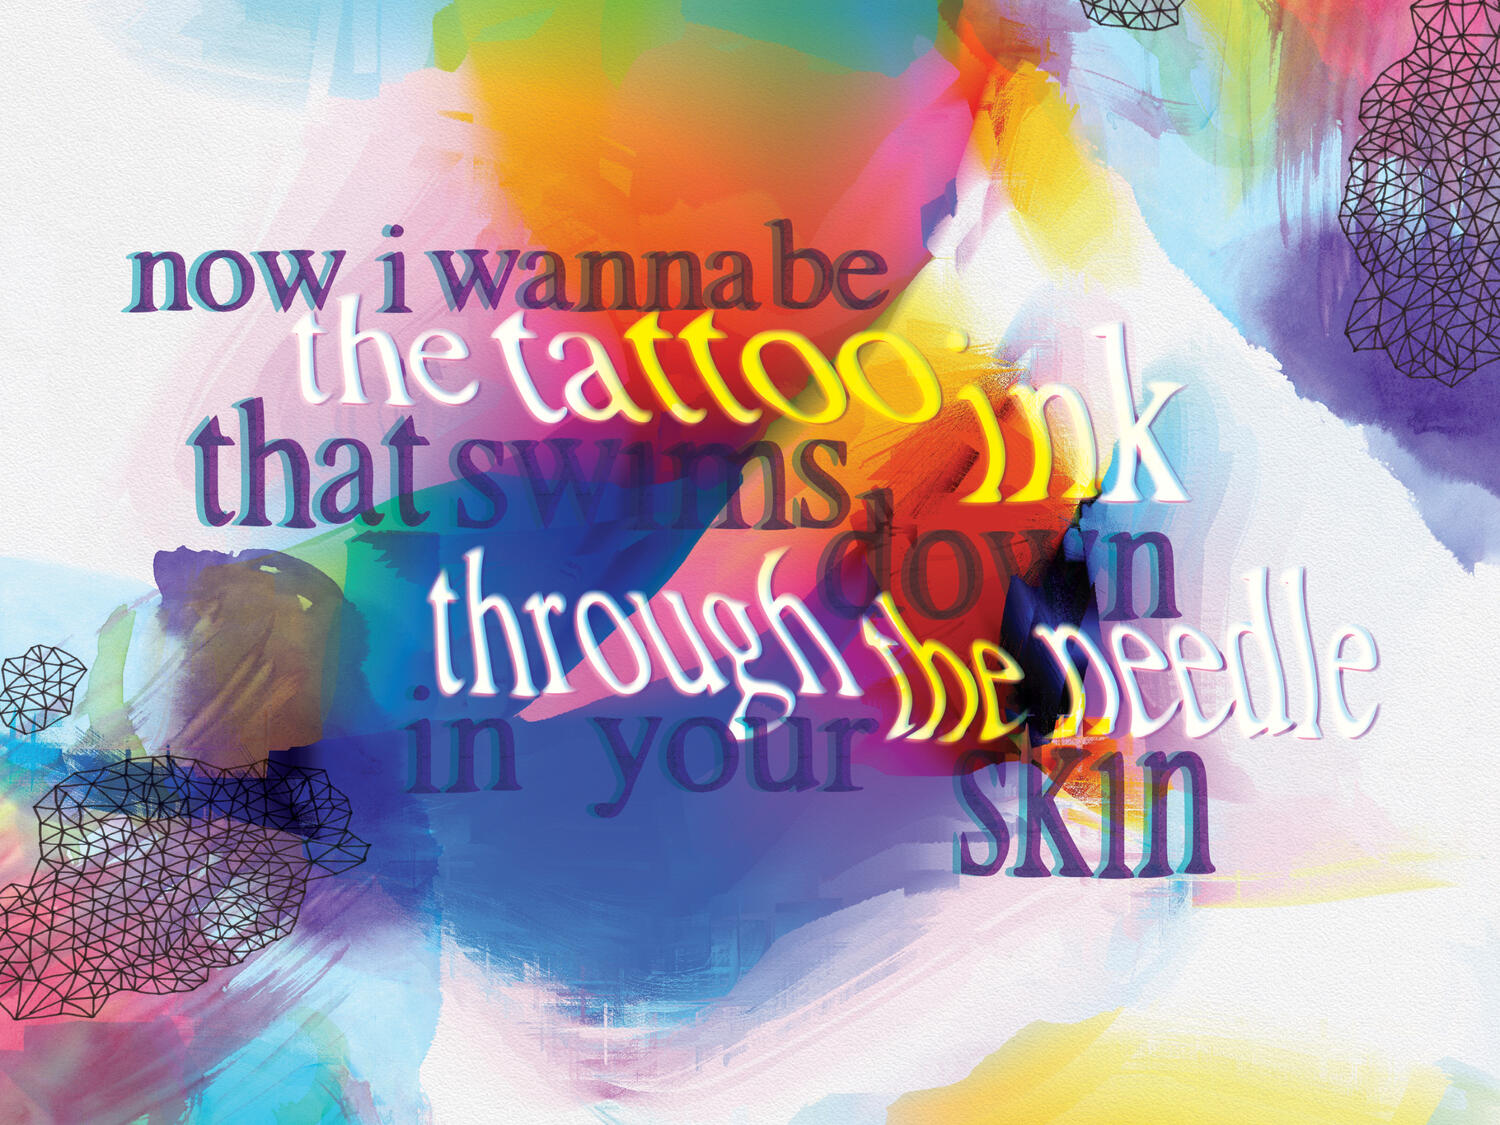 now i wanna be
the tattoo ink
that swims, down
through the needle
in your skin